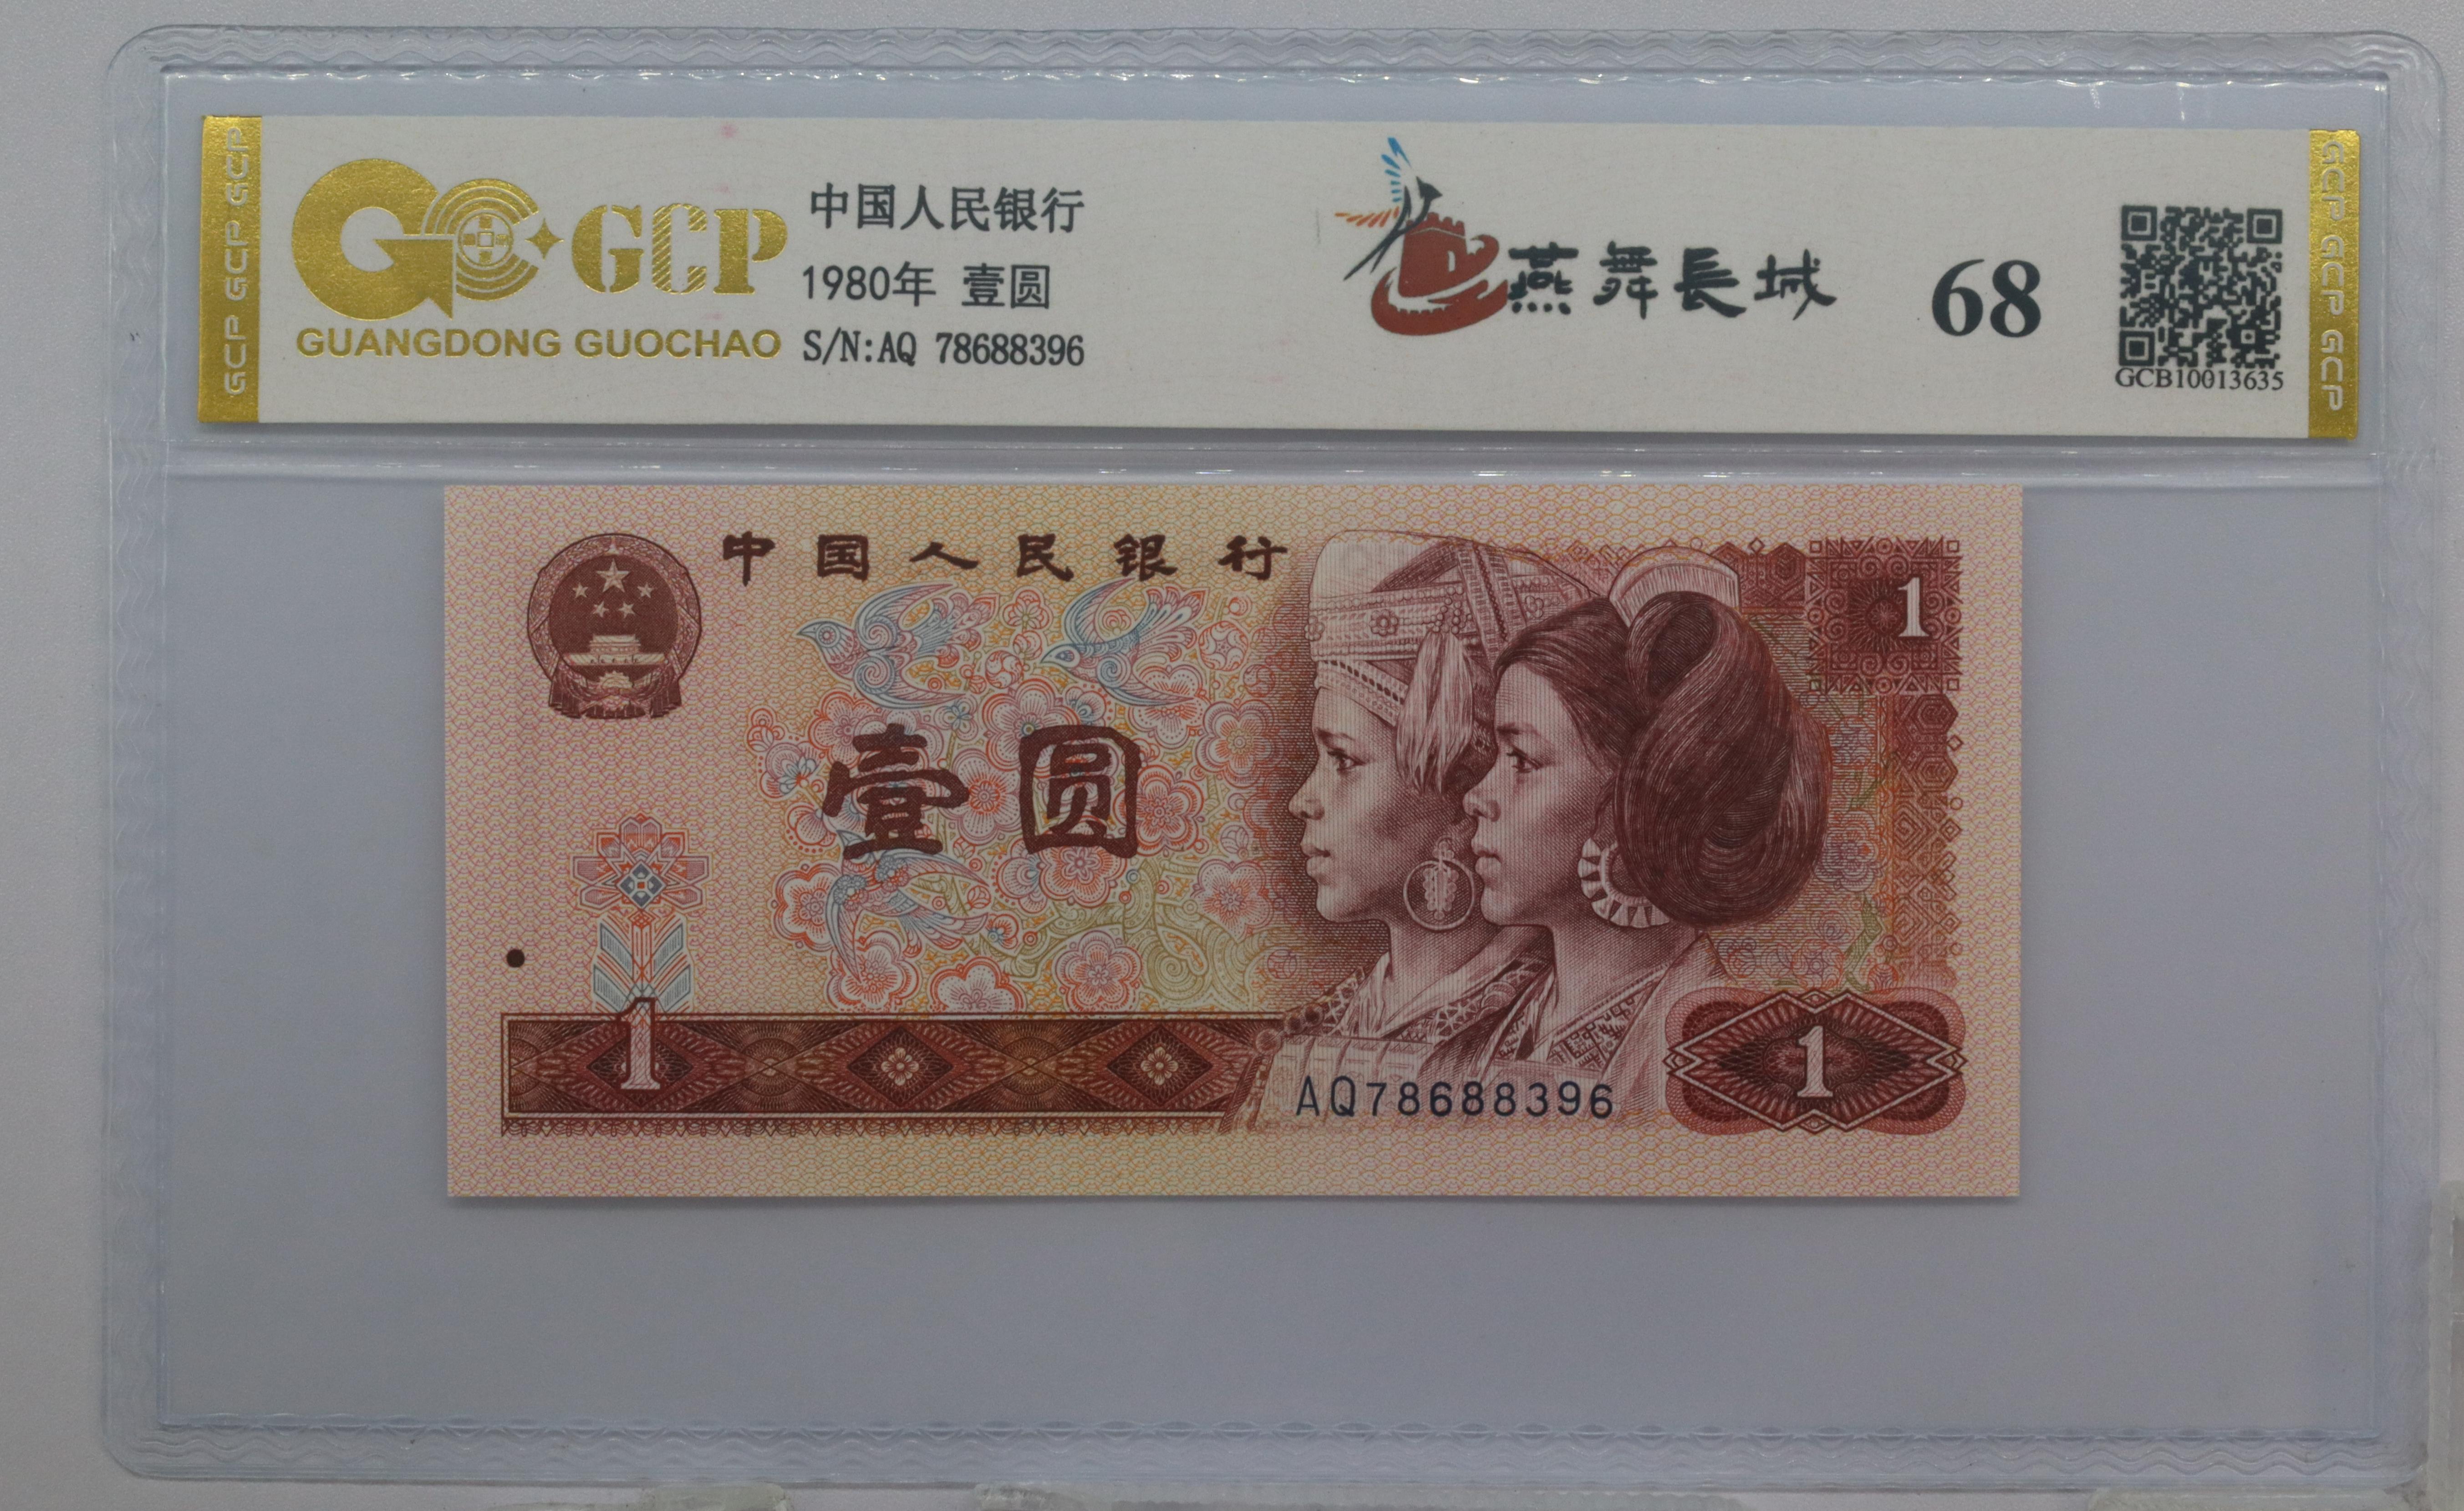 GCP GCP GCP
GCP
GUANGDONG GUOCHAO
中国人民银行
1980年 壹圆
S/N:AQ 78688396
燕舞長城
68
GCB10013635
GCP GCP GCP
中国人民银行
1
壹圆
1
AQ78688396
1